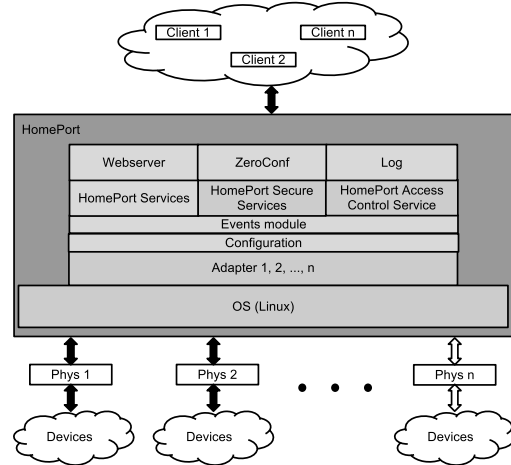 Client 1
Client n
Client 2
HomePort
Webserver
ZeroConf
Log
HomePort Services
HomePort Secure
Services
HomePort Access
Control Service
Events module
Configuration
Adapter 1, 2, ..., n
OS (Linux)
Phys 1
Phys 2
Phys n
Devices
Devices
Devices